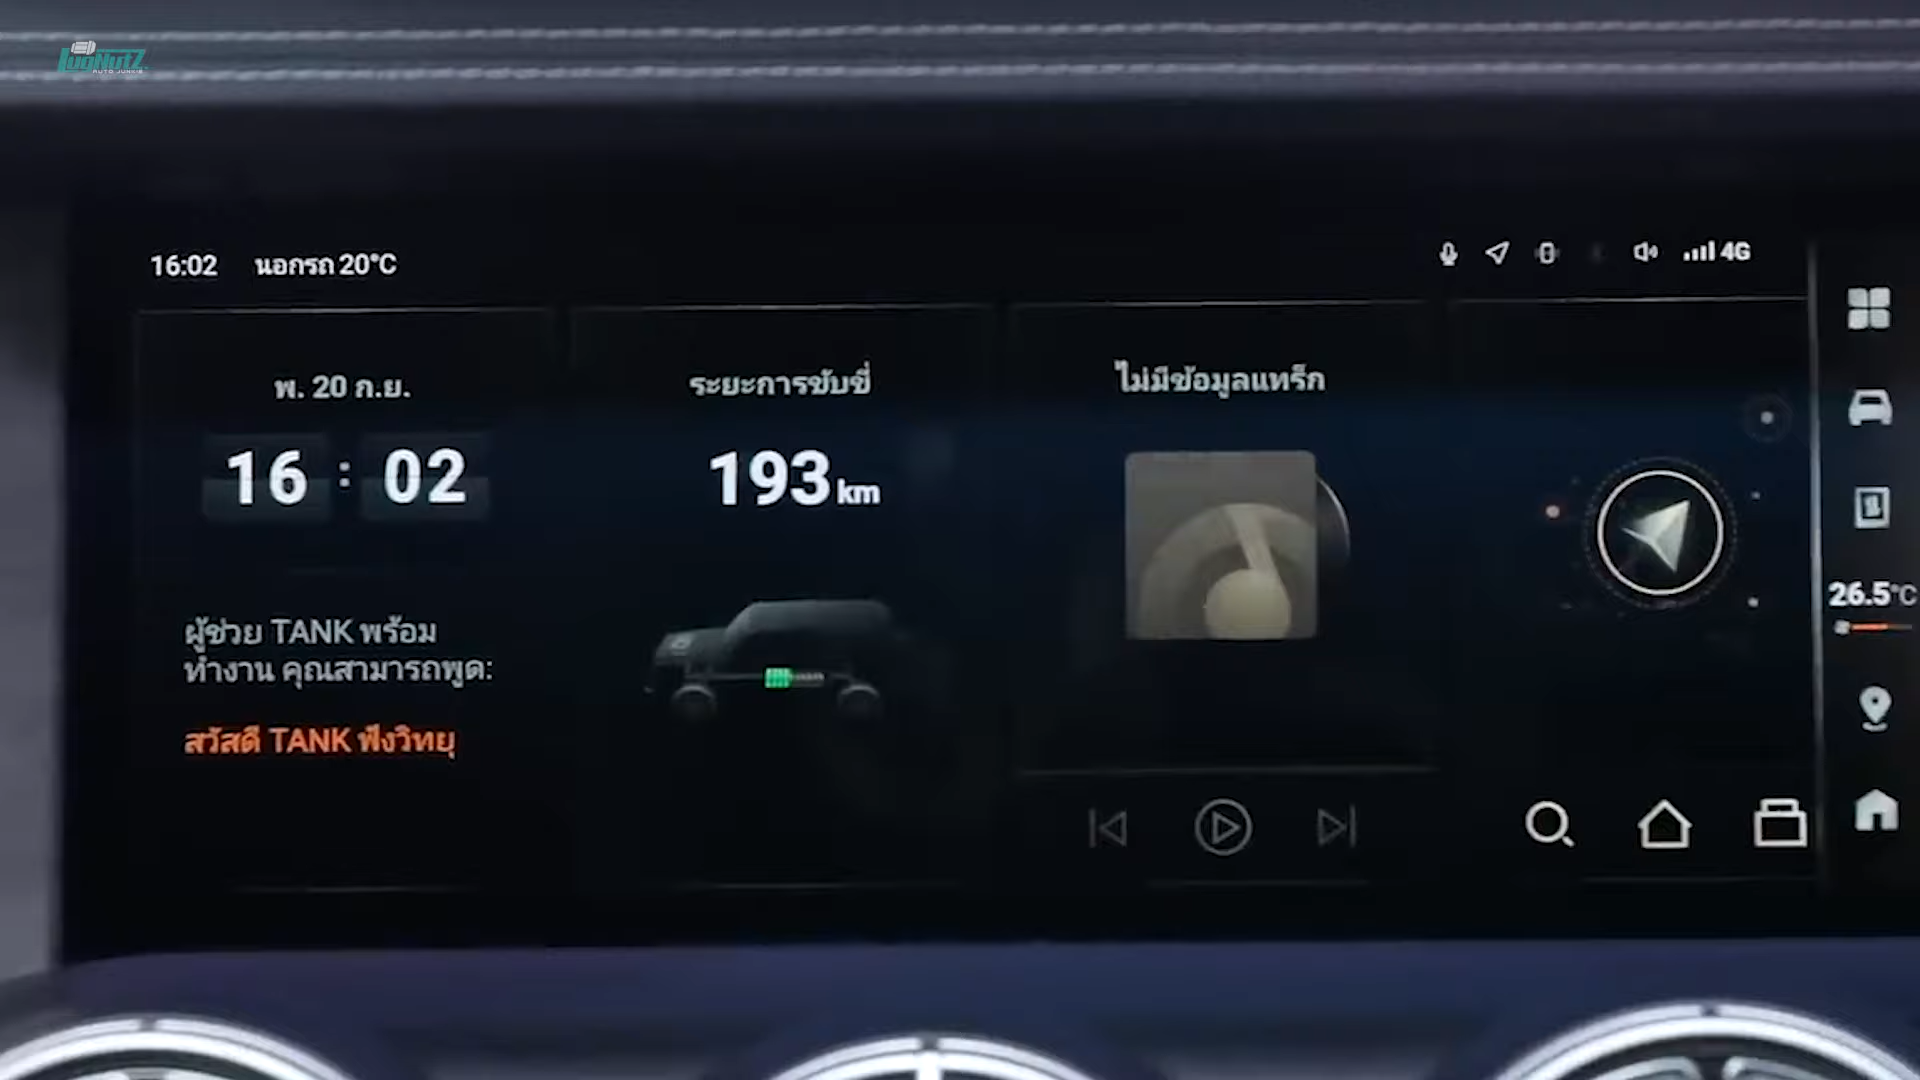 LugNutz
AUTO JUNKIE
16:02 นอกรถ 20°C
4G
พ. 20 ก.ย.
16 : 02
ระยะการขับขี่
193 km
ไม่มีข้อมูลแทร็ก
26.5°C
ผู้ช่วย TANK พร้อม
ทำงาน คุณสามารถพูด:
สวัสดี TANK ฟังวิทยุ